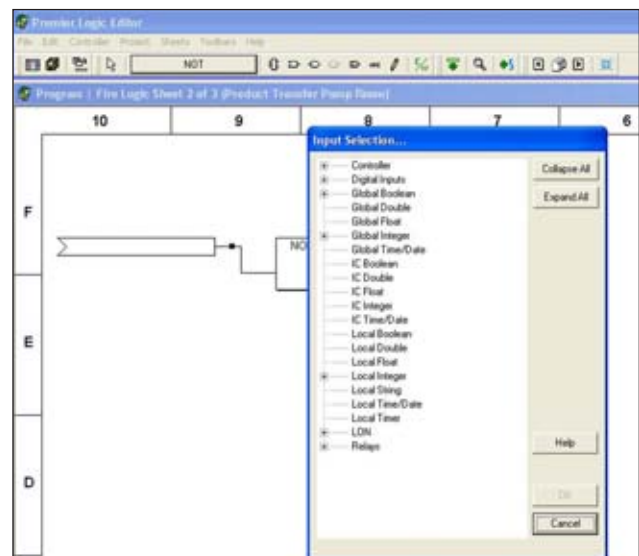 Premier Logic Editor
File Edit Controller Project Sheets Toolbars Help
NOT
Program | Fire Logic Sheet 2 of 3 (Product Transfer Pump Room)
10 9 8 7 6
F
E
D
NO
Input Selection...
Controller
Digital Inputs
Global Boolean
Global Double
Global Float
Global Integer
Global Time/Date
IC Boolean
IC Double
IC Float
IC Integer
IC Time/Date
Local Boolean
Local Double
Local Float
Local Integer
Local String
Local Time/Date
Local Timer
LON
Relays
Collapse All
Expand All
Help
OK
Cancel